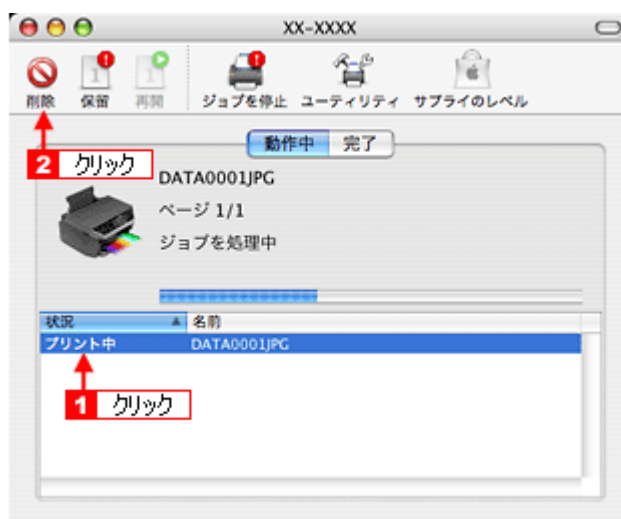 XX-XXXX
削除 保留 再開 ジョブを停止 ユーティリティ サプライのレベル
動作中 完了
2 クリック
DATA0001JPG
ページ 1/1
ジョブを処理中
状況 名前
プリント中 DATA0001JPG
1 クリック